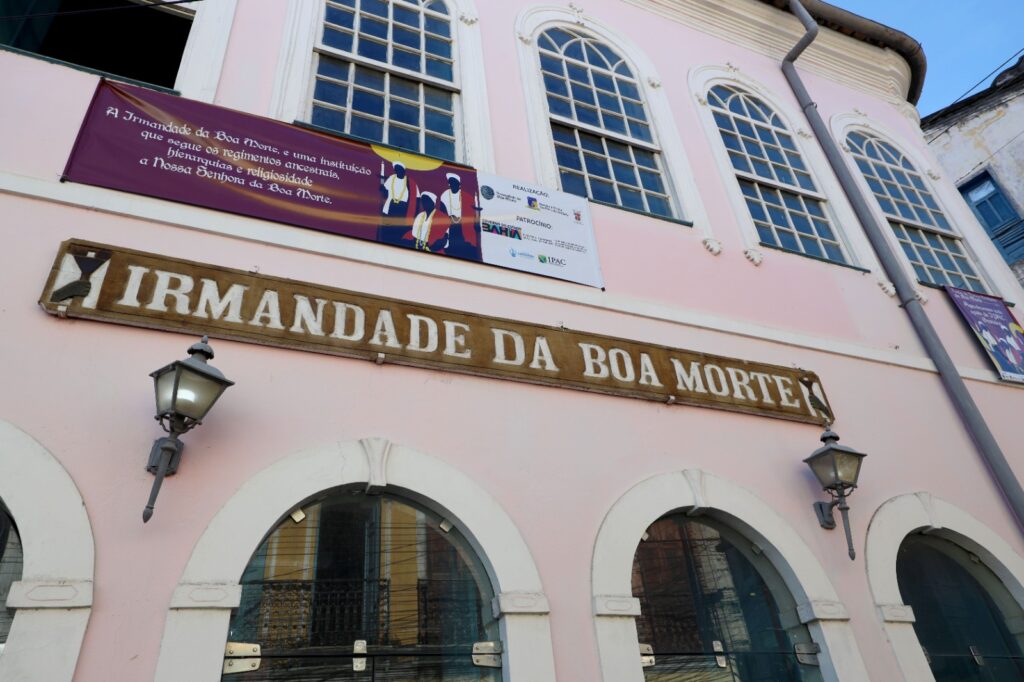 A Irmandade da Boa Morte, e uma instituição
que segue os regimentos ancestrais,
hierarquias e religiosidade
a Nossa Senhora da Boa Morte.
REALIZAÇÃO:
PATROCÍNIO:
BAHIA
IPAC
IRMANDADE DA BOA MORTE